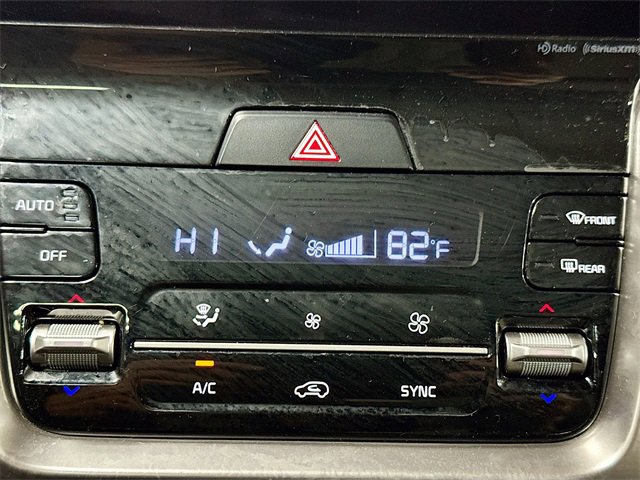 HD Radio ((SiriusXM))
AUTO
FRONT
HI 82°F
OFF
REAR
A/C SYNC